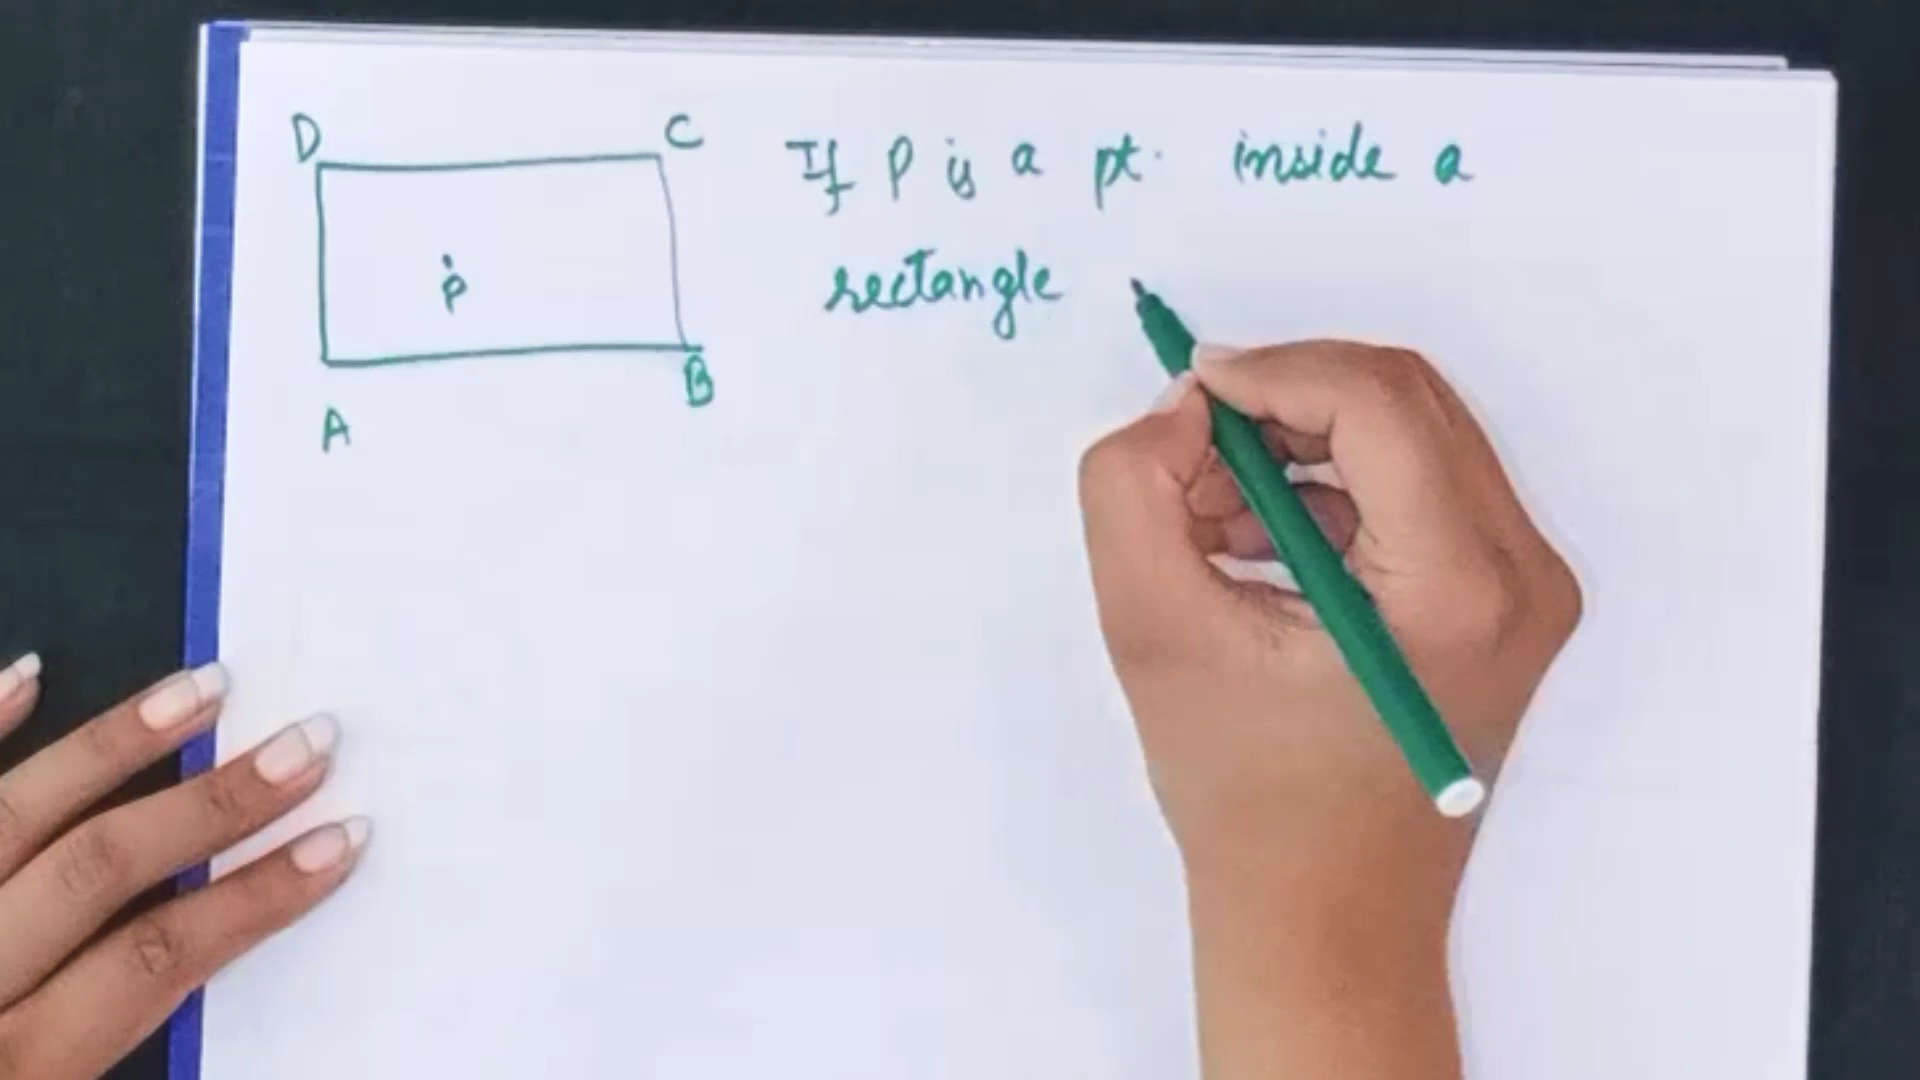 D C
If P is a pt. inside a
rectangle
P
B
A